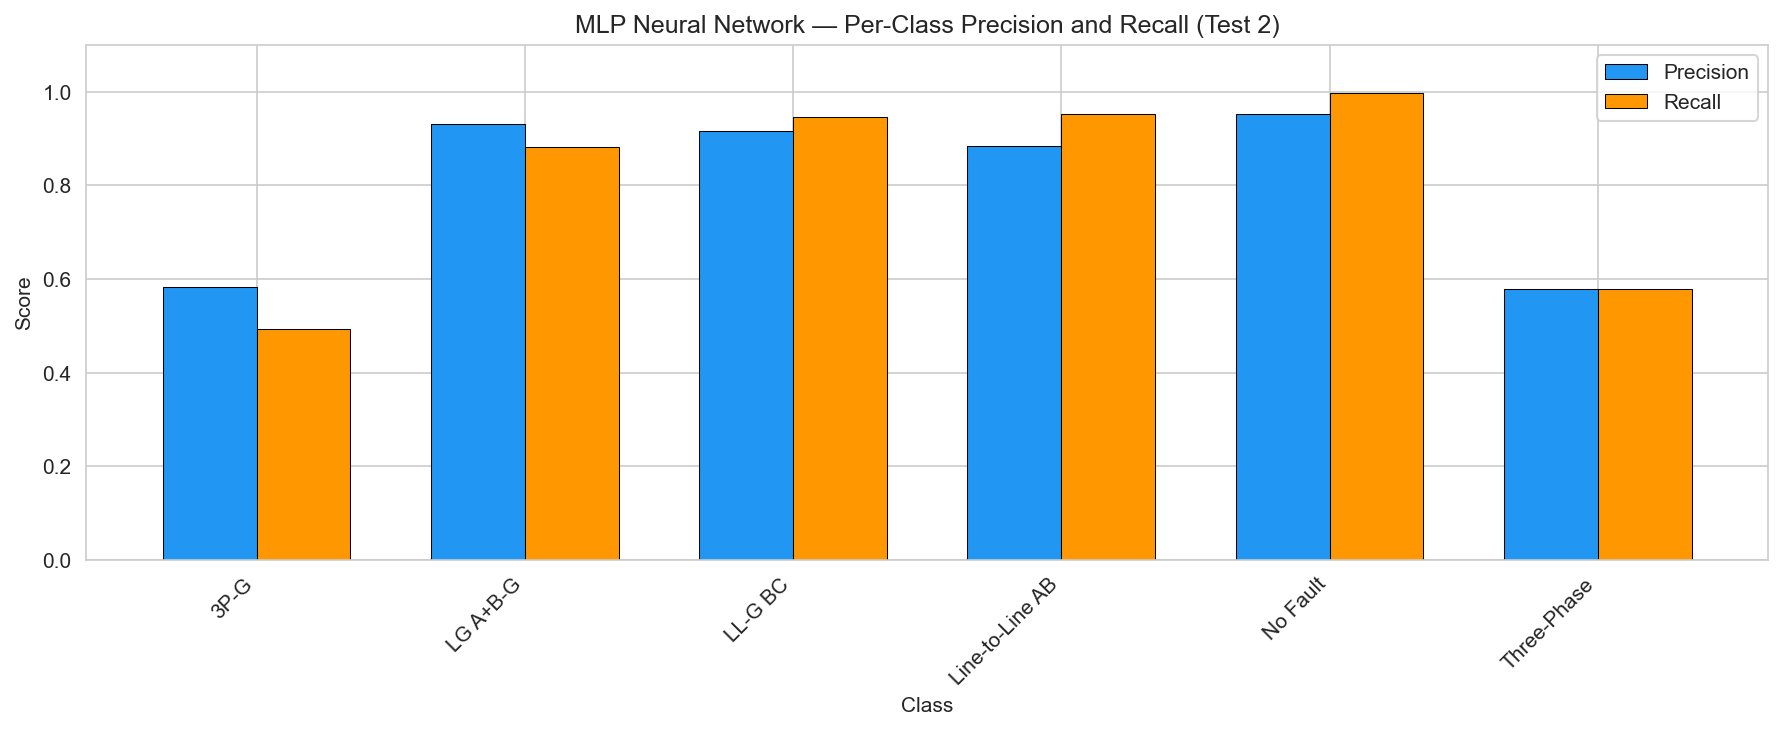 MLP Neural Network — Per-Class Precision and Recall (Test 2)
Precision
Recall
Score
1.0
0.8
0.6
0.4
0.2
0.0
3P-G
LG A+B-G
LL-G BC
Line-to-Line AB
No Fault
Three-Phase
Class